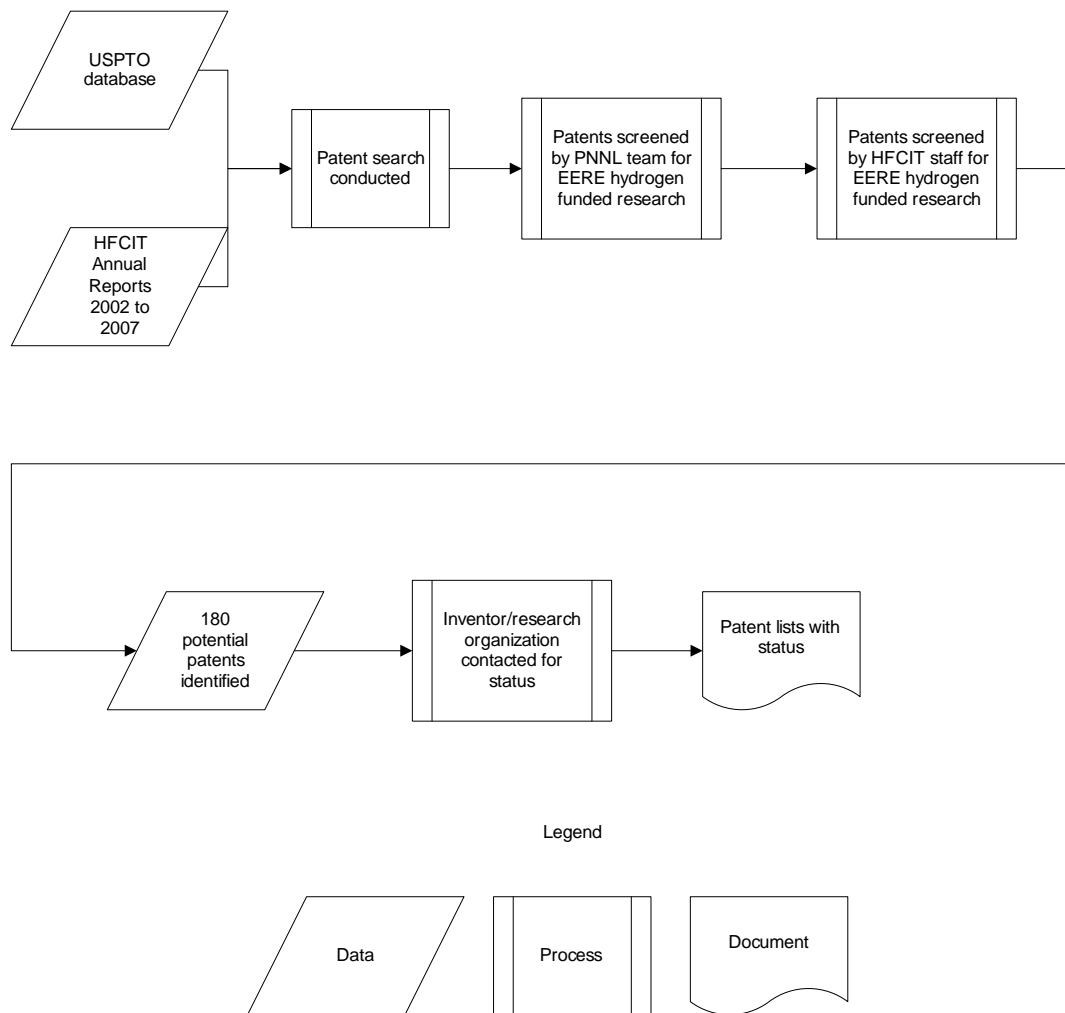 USPTO
database
Patent search
conducted
Patents screened
by PNNL team for
EERE hydrogen
funded research
Patents screened
by HFCIT staff for
EERE hydrogen
funded research
HFCIT
Annual
Reports
2002 to
2007
180
potential
patents
identified
Inventor/research
organization
contacted for
status
Patent lists with
status
Legend
Data
Process
Document